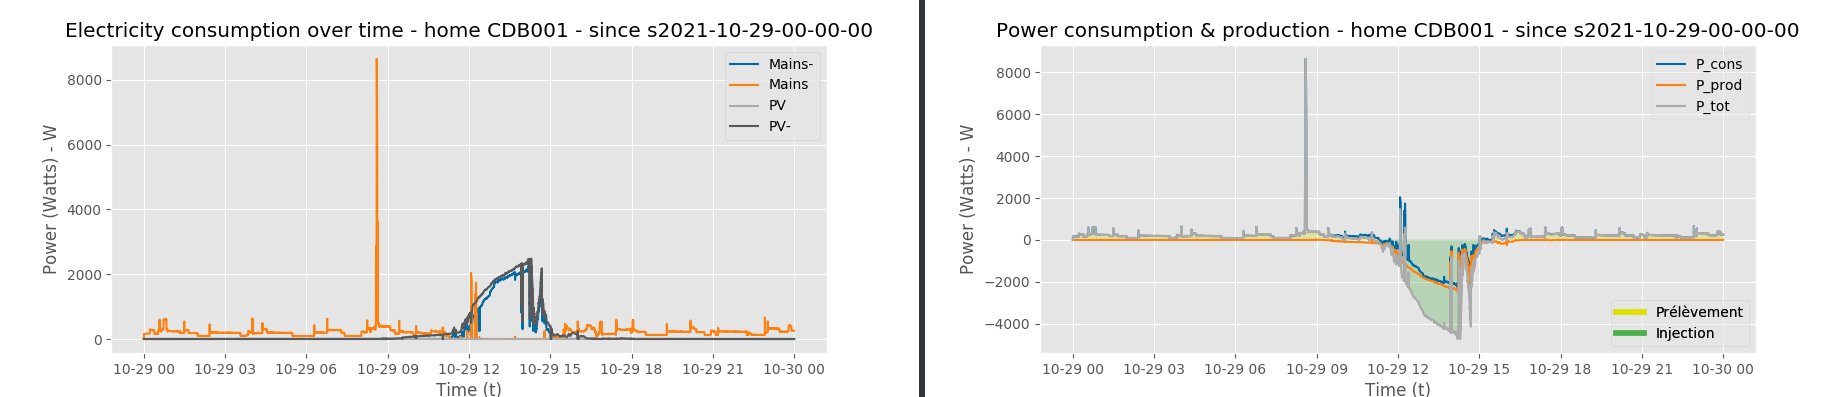 Electricity consumption over time - home CDB001 - since s2021-10-29-00-00-00
Mains-
Mains
PV
PV-
8000
6000
4000
2000
0
Power (Watts) - W
10-29 00 10-29 03 10-29 06 10-29 09 10-29 12 10-29 15 10-29 18 10-29 21 10-30 00
Time (t)
Power consumption & production - home CDB001 - since s2021-10-29-00-00-00
P_cons
P_prod
P_tot
8000
6000
4000
2000
0
−2000
−4000
Power (Watts) - W
Prélèvement
Injection
10-29 00 10-29 03 10-29 06 10-29 09 10-29 12 10-29 15 10-29 18 10-29 21 10-30 00
Time (t)